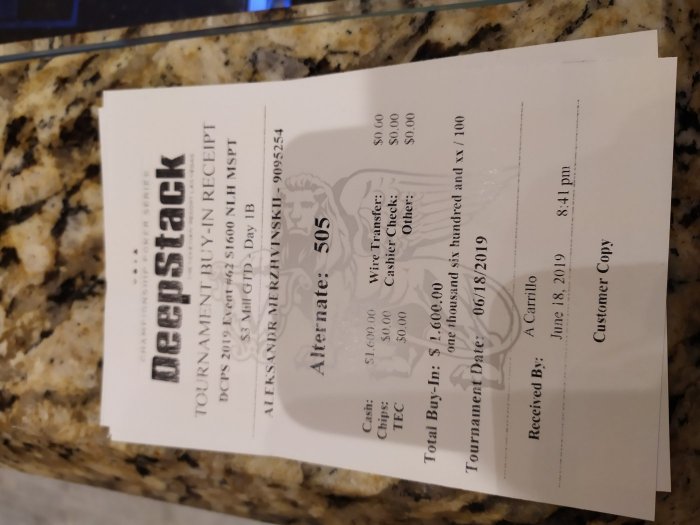 CHAMPIONSHIP POKER SERIES
DeepStack
TOURNAMENT BUY-IN RECEIPT
DCPS 2019 Event #62 $1600 NLH MSPT
$3 Mill GTD - Day 1B
ALEKSANDR MERZHVINSKII - 9095254
Alternate: 505
Cash: $1,600.00 Wire Transfer: $0.00
Chips: $0.00 Cashier Check: $0.00
TEC $0.00 Other: $0.00
Total Buy-In: $ 1,600.00
one thousand six hundred and xx / 100
Tournament Date: 06/18/2019
Received By: A Carrillo
June 18, 2019 8:41 pm
Customer Copy